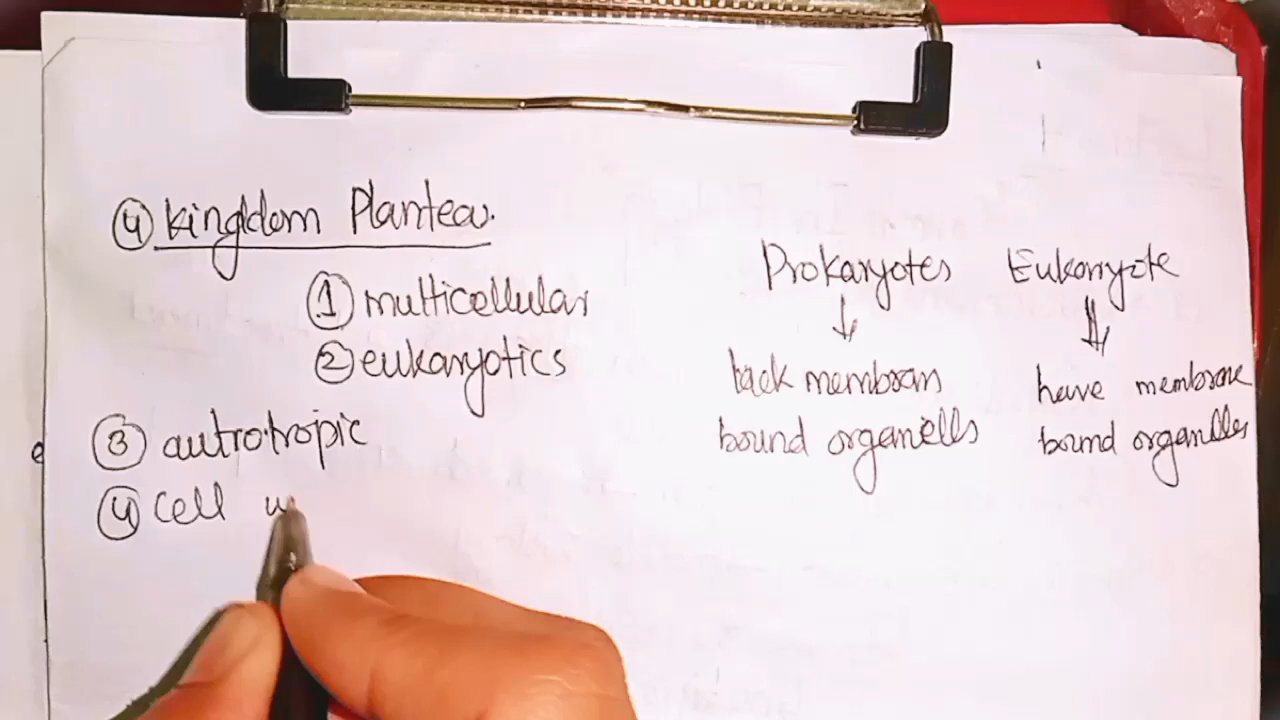 ④ Kingldom Plantea.
① multicellular
② eukaryotics
③ autrotropic
④ Cell w
Prokaryotes
↓
lack membran
bound organells
Eukaryote
↓
have membrane
bound organelles